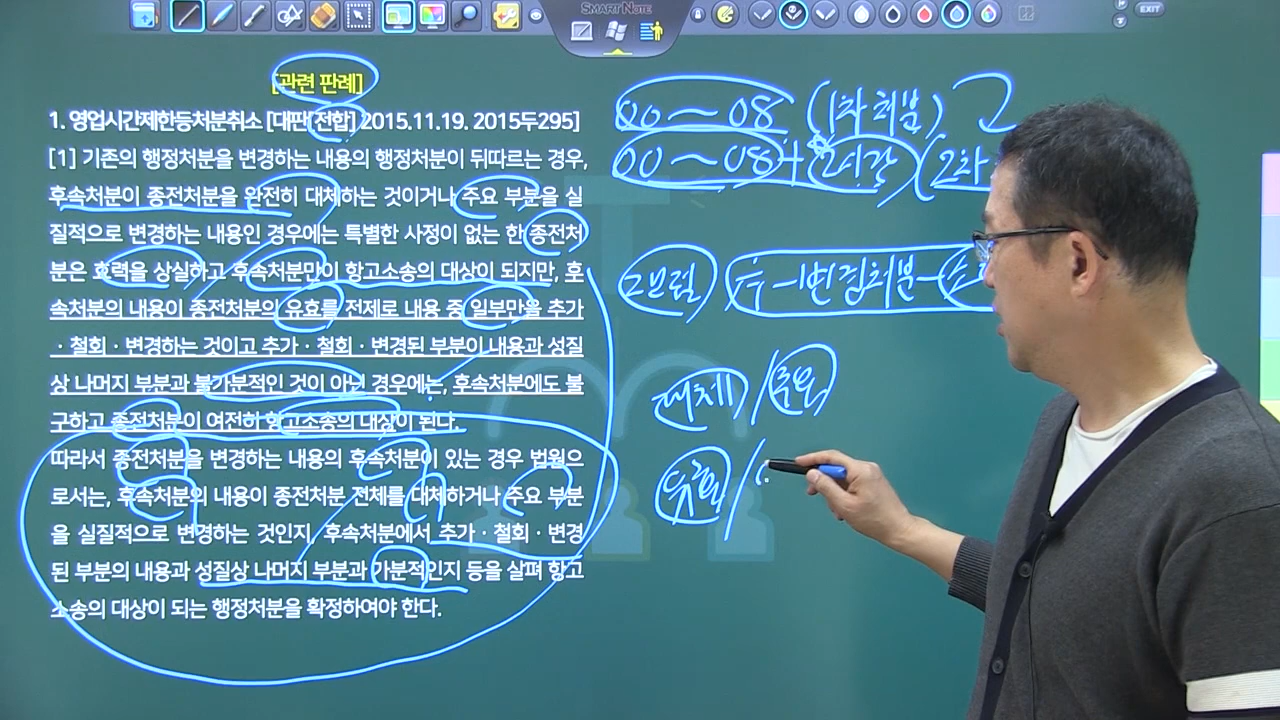 SMART NOTE
EXIT
[관련 판례]
1. 영업시간제한등처분취소 [대판[전합] 2015.11.19. 2015두295]
[1] 기존의 행정처분을 변경하는 내용의 행정처분이 뒤따르는 경우,
후속처분이 종전처분을 완전히 대체하는 것이거나 주요 부분을 실
질적으로 변경하는 내용인 경우에는 특별한 사정이 없는 한 종전처
분은 효력을 상실하고 후속처분만이 항고소송의 대상이 되지만, 후
속처분의 내용이 종전처분의 유효를 전제로 내용 중 일부만을 추가
· 철회 · 변경하는 것이고 추가 · 철회 · 변경된 부분이 내용과 성질
상 나머지 부분과 불가분적인 것이 아닌 경우에는, 후속처분에도 불
구하고 종전처분이 여전히 항고소송의 대상이 된다.
따라서 종전처분을 변경하는 내용의 후속처분이 있는 경우 법원으
로서는, 후속처분의 내용이 종전처분 전체를 대체하거나 주요 부분
을 실질적으로 변경하는 것인지, 후속처분에서 추가 · 철회 · 변경
된 부분의 내용과 성질상 나머지 부분과 가분적인지 등을 살펴 항고
소송의 대상이 되는 행정처분을 확정하여야 한다.
00 ~ 08 (1차 처분)
00 ~ 08 + 2시간 (2차
변경처분
대체 / 주요
유효 /